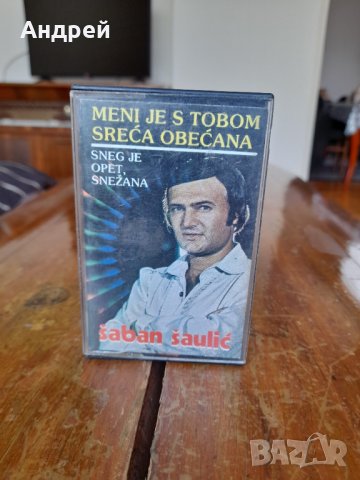 Андрей
MENI JE S TOBOM
SREĆA OBEĆANA
SNEG JE
OPET,
SNEŽANA
šaban šaulić
BAZAR